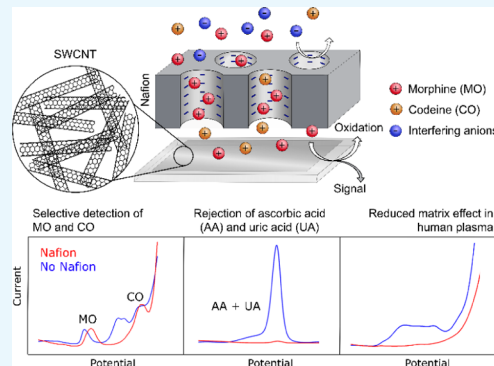 SWCNT
Nafion
Morphine (MO)
Codeine (CO)
Interfering anions
Oxidation
Signal
Selective detection of
MO and CO
Rejection of ascorbic acid
(AA) and uric acid (UA)
Reduced matrix effect in
human plasma
Nafion
No Nafion
Current
MO
CO
AA + UA
Potential
Potential
Potential